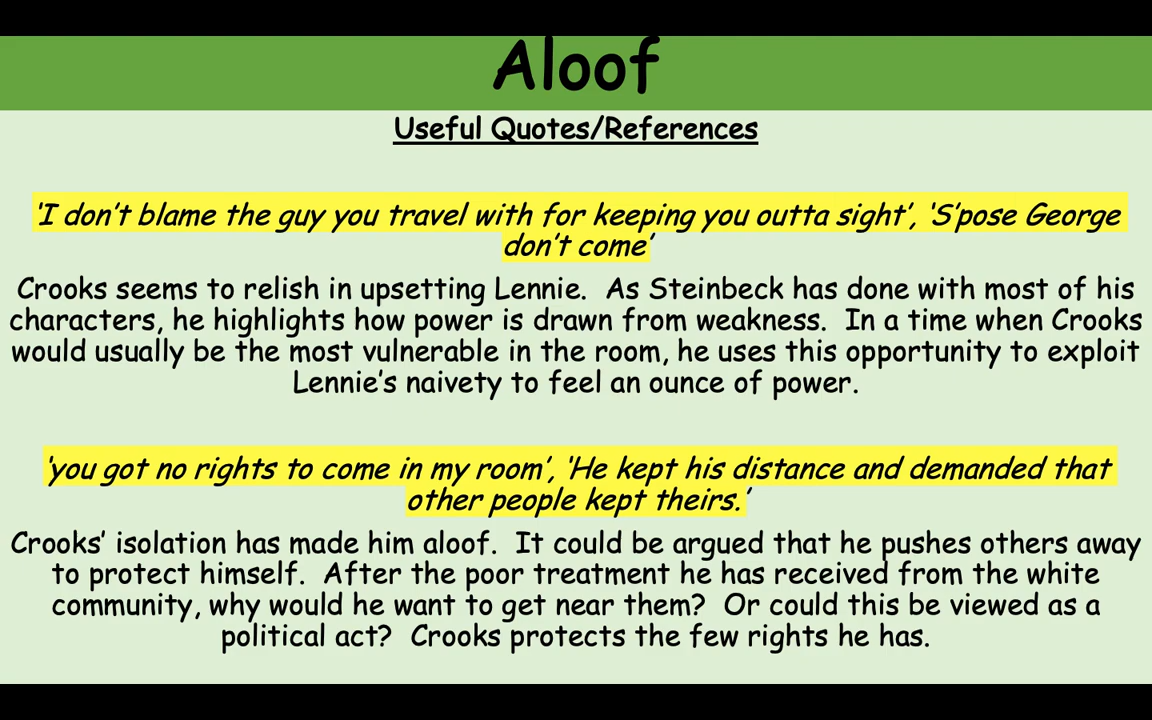 Aloof
Useful Quotes/References
‘I don’t blame the guy you travel with for keeping you outta sight’, ‘S’pose George
don’t come’
Crooks seems to relish in upsetting Lennie.  As Steinbeck has done with most of his
characters, he highlights how power is drawn from weakness.  In a time when Crooks
would usually be the most vulnerable in the room, he uses this opportunity to exploit
Lennie’s naivety to feel an ounce of power.
‘you got no rights to come in my room’, ‘He kept his distance and demanded that
other people kept theirs.’
Crooks’ isolation has made him aloof.  It could be argued that he pushes others away
to protect himself.  After the poor treatment he has received from the white
community, why would he want to get near them?  Or could this be viewed as a
political act?  Crooks protects the few rights he has.